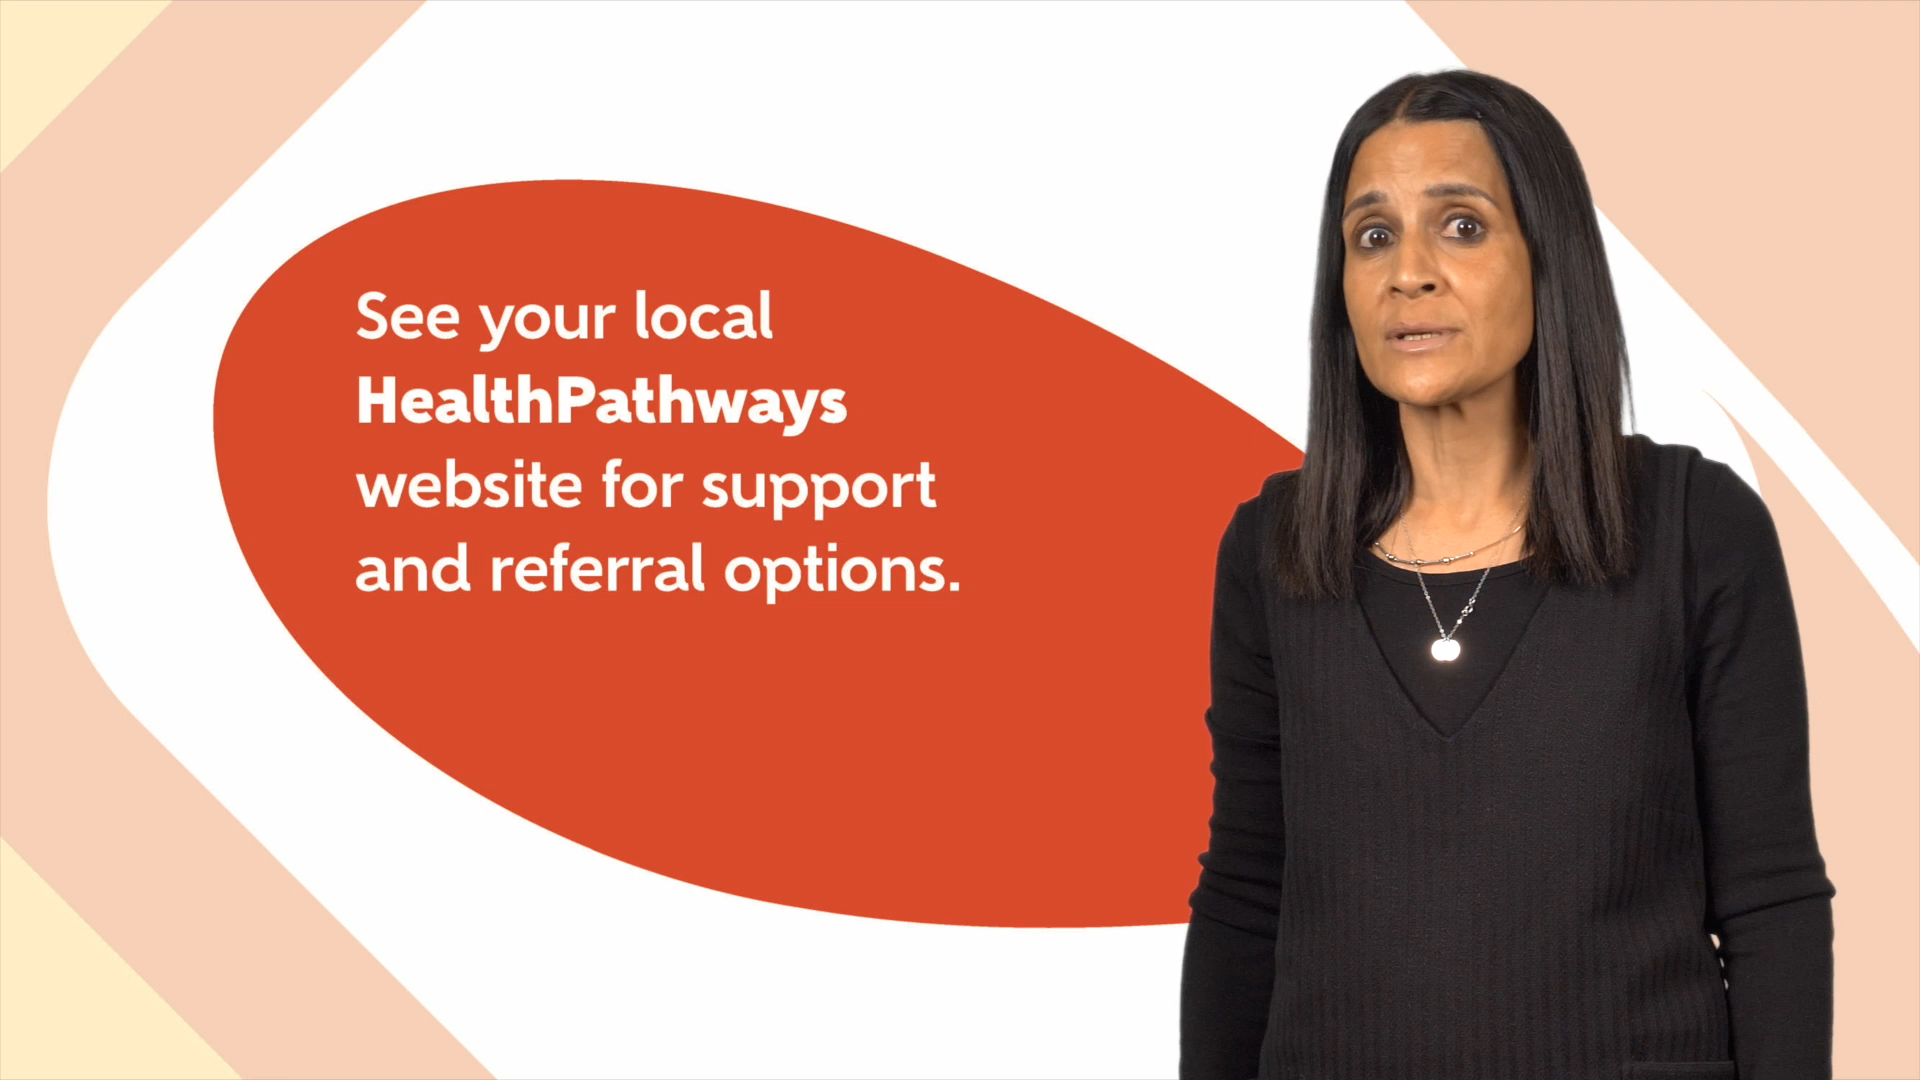 See your local
HealthPathways
website for support
and referral options.